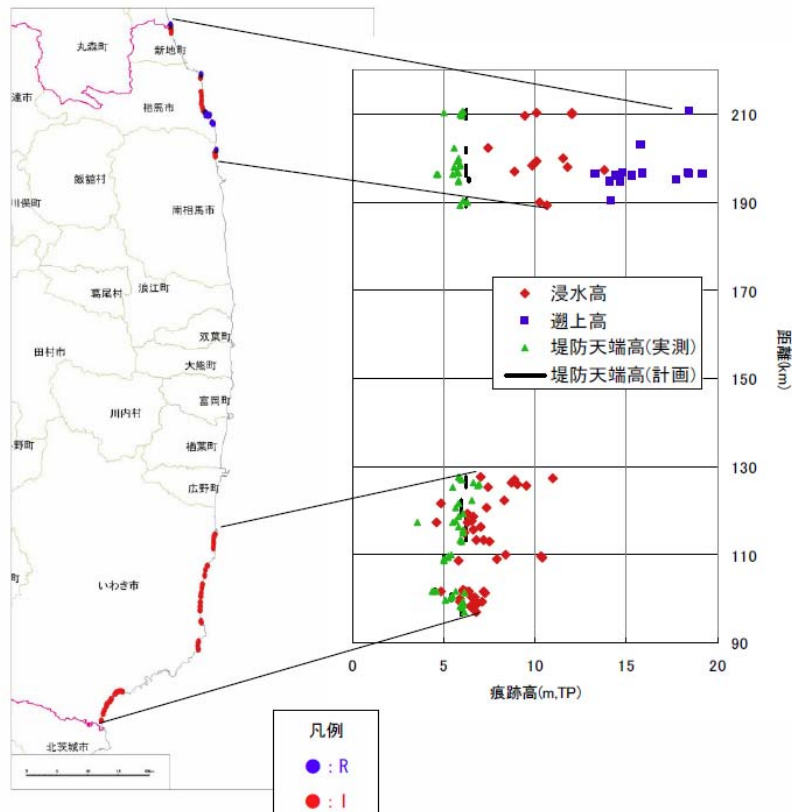 丸森町
新地町
相馬市
飯舘村
川俣町
南相馬市
葛尾村
浪江町
双葉町
田村市
大熊町
富岡町
川内村
楢葉町
広野町
いわき市
北茨城市
210
190
170
150
130
110
90
距離(km)
浸水高
遡上高
堤防天端高(実測)
堤防天端高(計画)
0 5 10 15 20
痕跡高(m,TP)
凡例
: R
: I